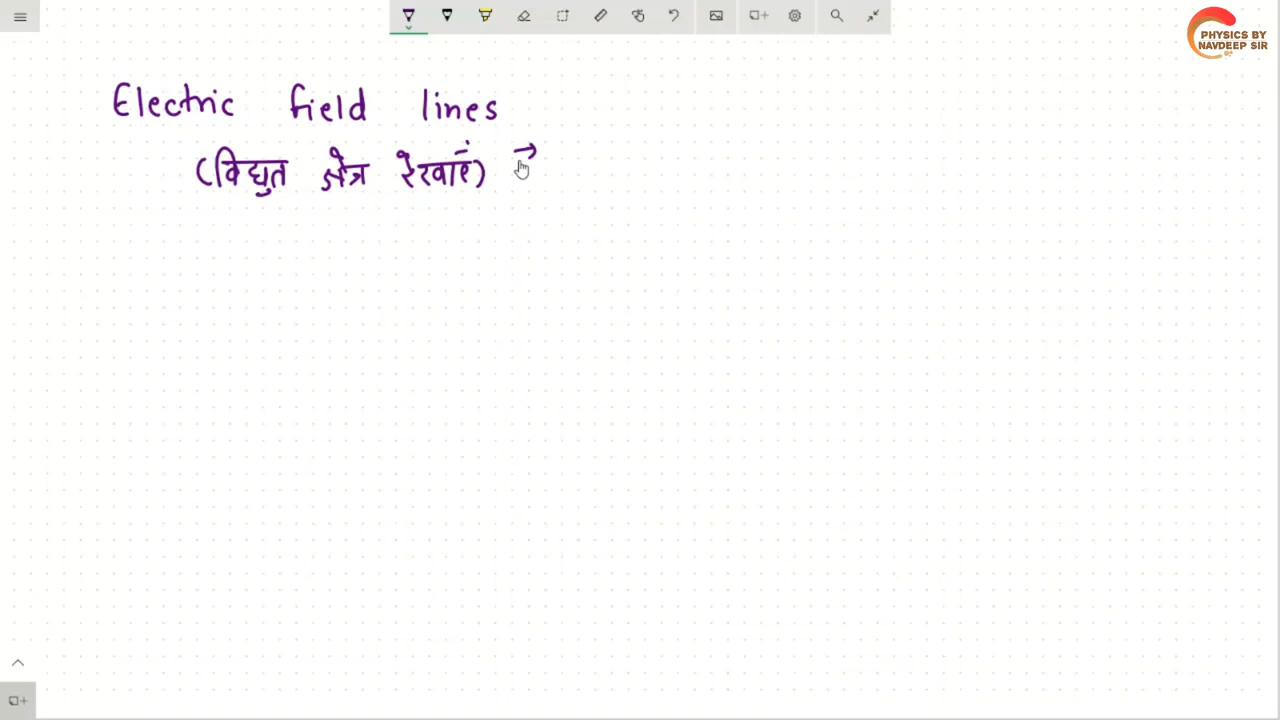 PHYSICS BY
NAVDEEP SIR
Electric field lines
(विद्युत क्षेत्र रेखाएं) →